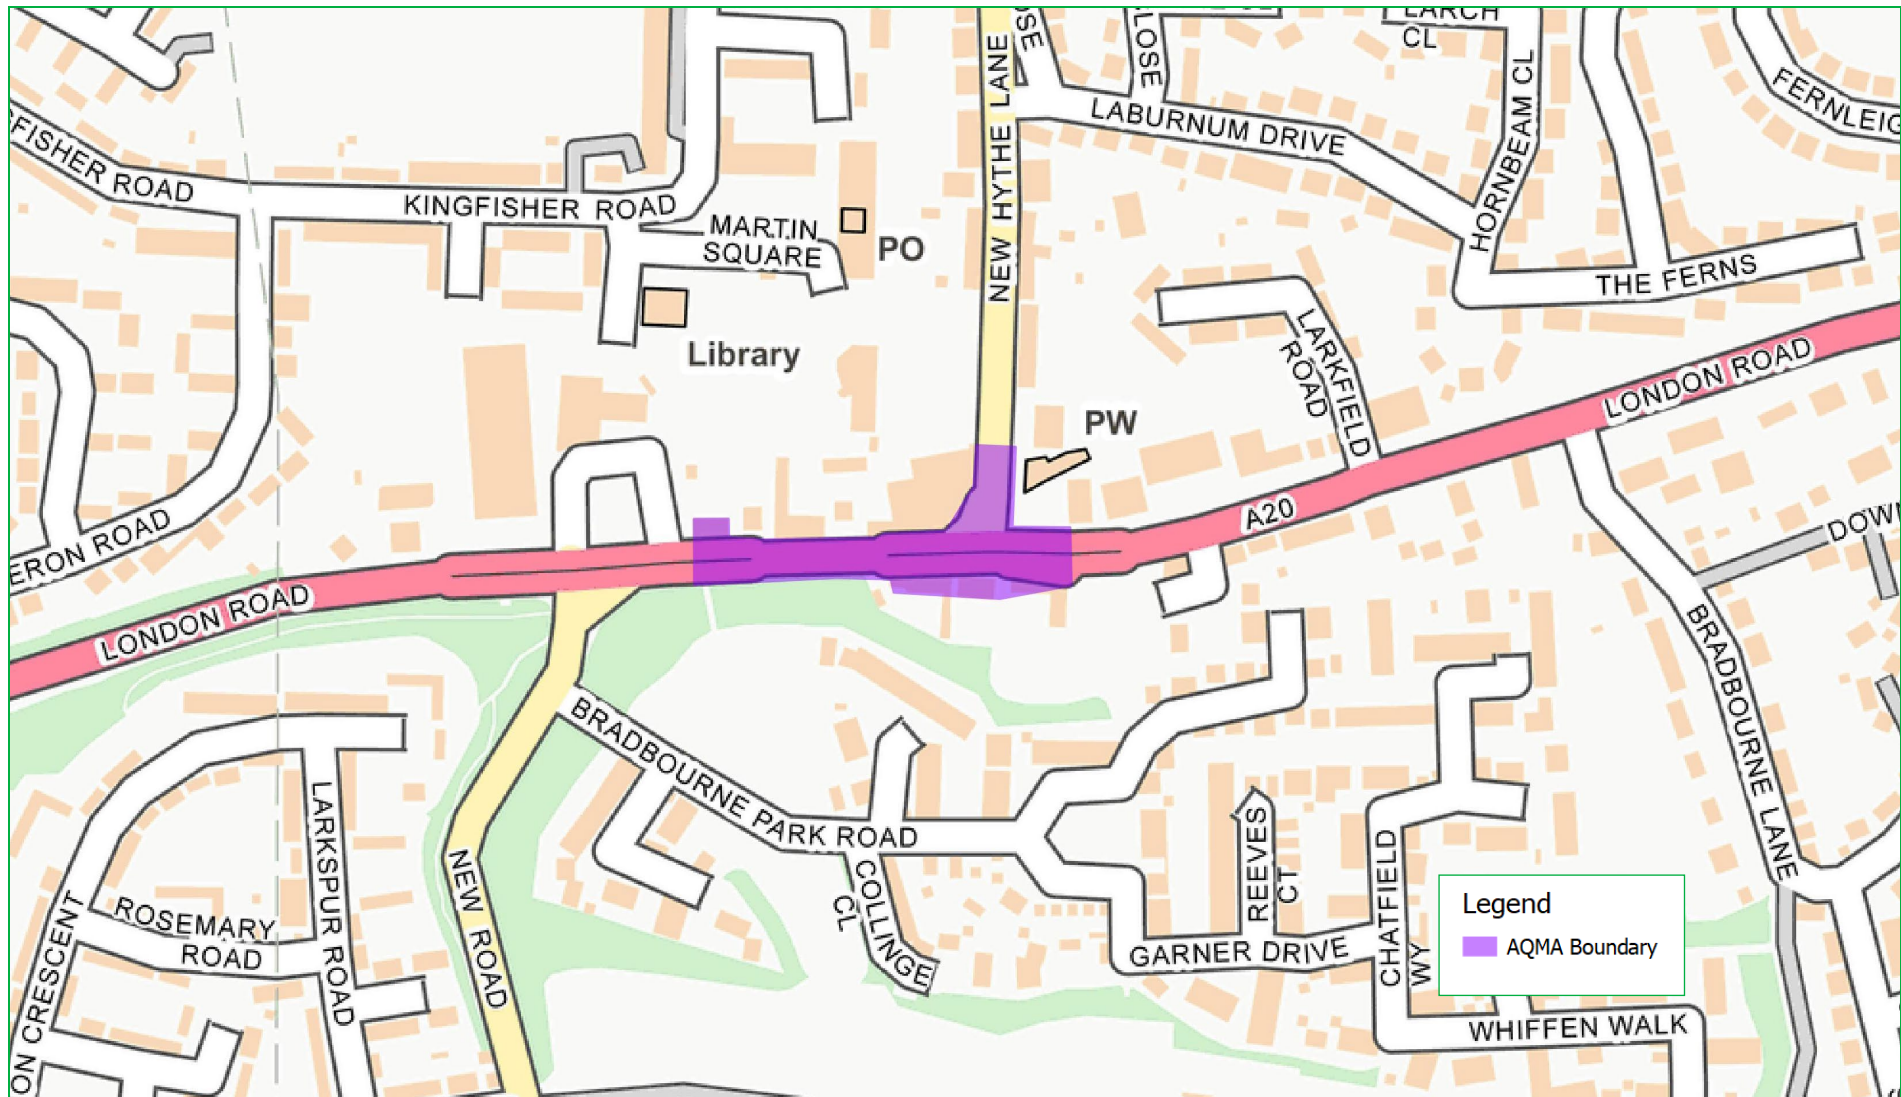 LARCH
CL
LOSE
FERNLEIG
NEW HYTHE LANE
LABURNUM DRIVE
HORNBEAM CL
FISHER ROAD
KINGFISHER ROAD
MARTIN
SQUARE
PO
THE FERNS
Library
LARKFIELD
ROAD
LONDON ROAD
PW
A20
DOW
ERON ROAD
LONDON ROAD
BRADBOURNE LANE
BRADBOURNE PARK ROAD
LARKSPUR ROAD
NEW ROAD
COLLINGE
CL
REEVES
CT
CHATFIELD
WY
GARNER DRIVE
ROSEMARY
ROAD
ON CRESCENT
WHIFFEN WALK
Legend
AQMA Boundary